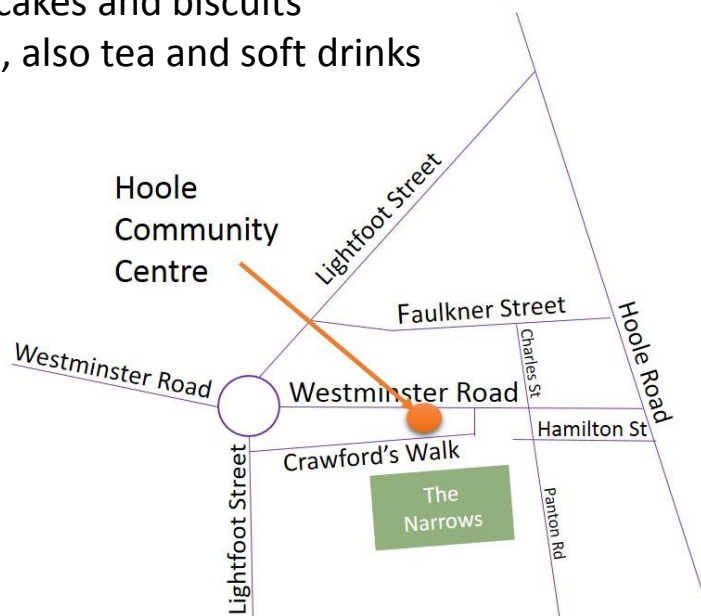 cakes and biscuits
, also tea and soft drinks
Hoole
Community
Centre
Lightfoot Street
Faulkner Street
Hoole Road
Charles St
Westminster Road
Westminster Road
Hamilton St
Crawford's Walk
The
Narrows
Panton Rd
Lightfoot Street